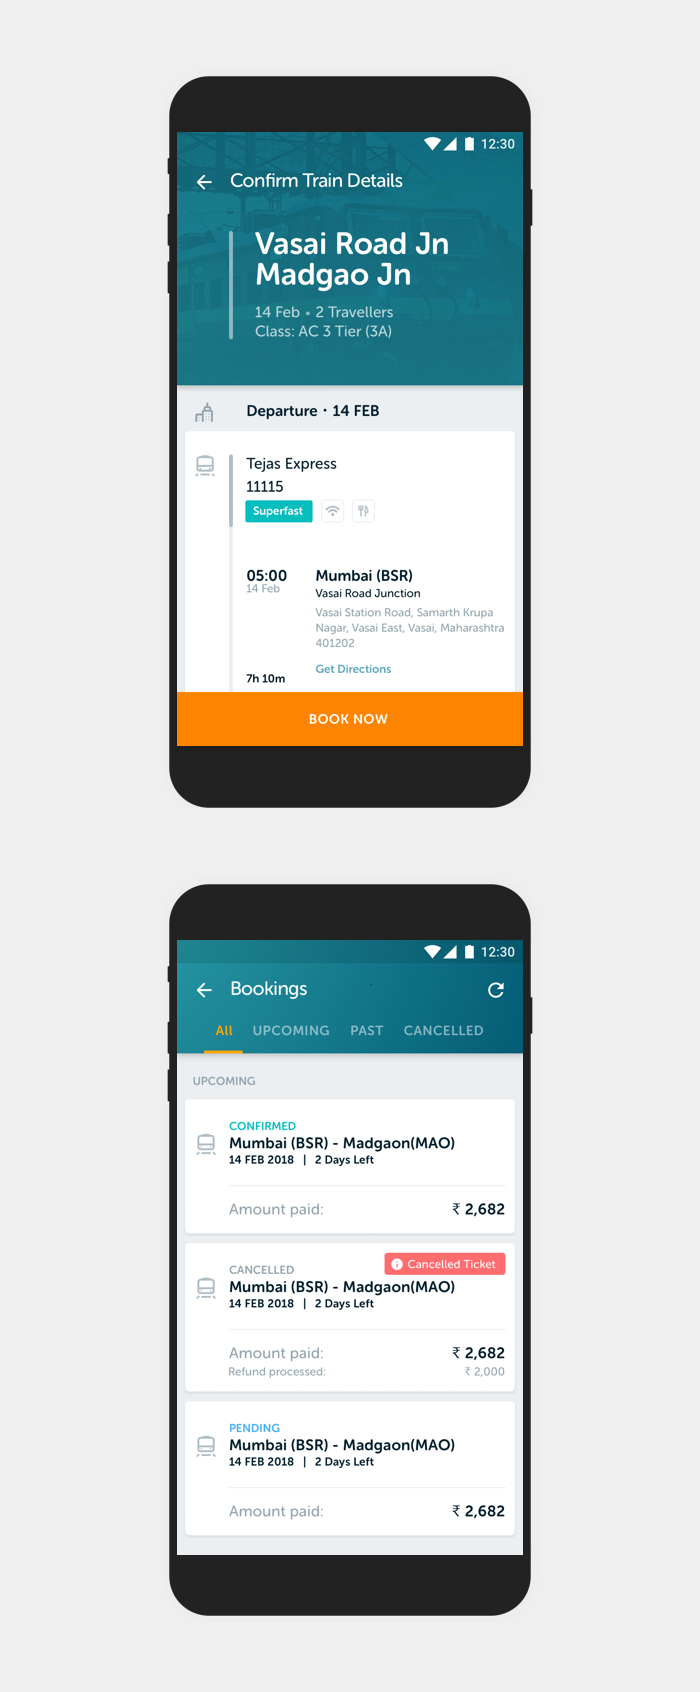 12:30
Confirm Train Details
Vasai Road Jn
Madgao Jn
14 Feb • 2 Travellers
Class: AC 3 Tier (3A)
Departure · 14 FEB
Tejas Express
11115
Superfast
05:00
14 Feb
Mumbai (BSR)
Vasai Road Junction
Vasai Station Road, Samarth Krupa
Nagar, Vasai East, Vasai, Maharashtra
401202
Get Directions
7h 10m
BOOK NOW
12:30
Bookings
All UPCOMING PAST CANCELLED
UPCOMING
CONFIRMED
Mumbai (BSR) - Madgaon(MAO)
14 FEB 2018 | 2 Days Left
Amount paid: ₹ 2,682
CANCELLED
Cancelled Ticket
Mumbai (BSR) - Madgaon(MAO)
14 FEB 2018 | 2 Days Left
Amount paid: ₹ 2,682
Refund processed: ₹ 2,000
PENDING
Mumbai (BSR) - Madgaon(MAO)
14 FEB 2018 | 2 Days Left
Amount paid: ₹ 2,682